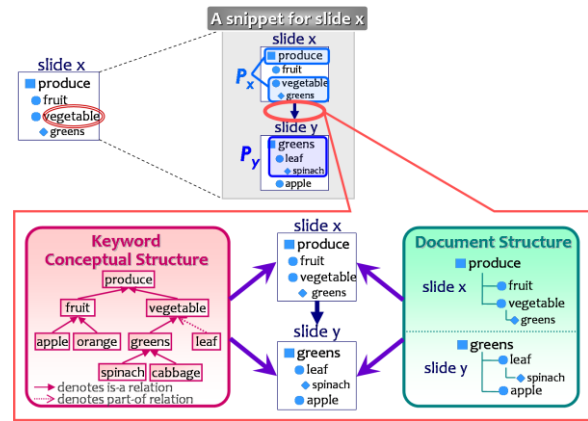 A snippet for slide x
slide x
produce
fruit
vegetable
greens
slide x
produce
fruit
vegetable
greens
Px
slide y
greens
leaf
spinach
apple
Py
Keyword
Conceptual Structure
produce
fruit vegetable
apple orange greens leaf
spinach cabbage
denotes is-a relation
denotes part-of relation
slide x
produce
fruit
vegetable
greens
slide y
greens
leaf
spinach
apple
Document Structure
produce
slide x
fruit
vegetable
greens
greens
slide y
leaf
spinach
apple